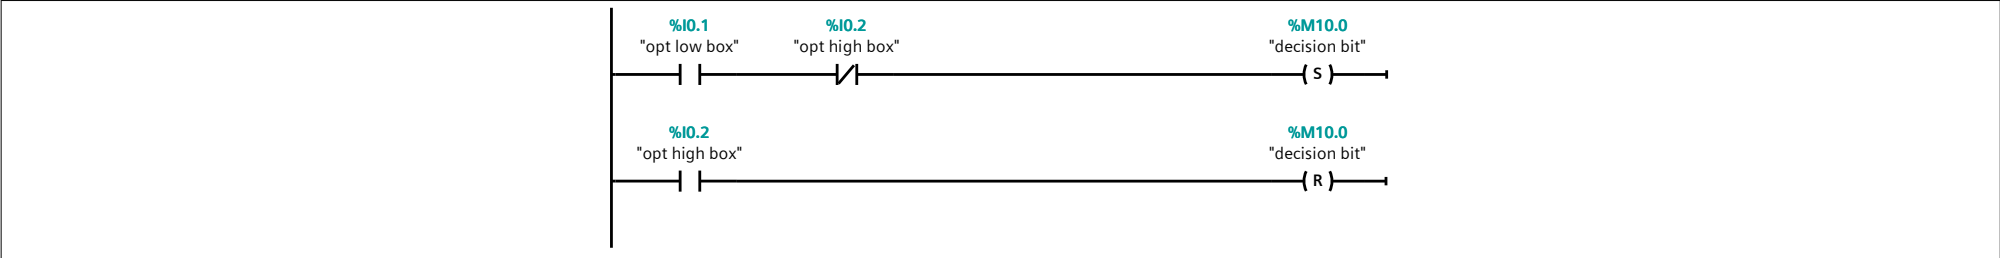 %I0.1 %I0.2 %M10.0
"opt low box" "opt high box" "decision bit"
S
%I0.2 %M10.0
"opt high box" "decision bit"
R